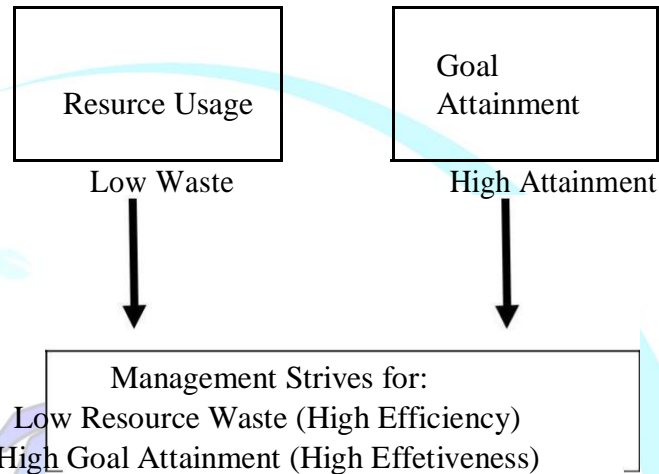 Resurce Usage
Goal
Attainment
Low Waste
High Attainment
Management Strives for:
Low Resource Waste (High Efficiency)
High Goal Attainment (High Effetiveness)